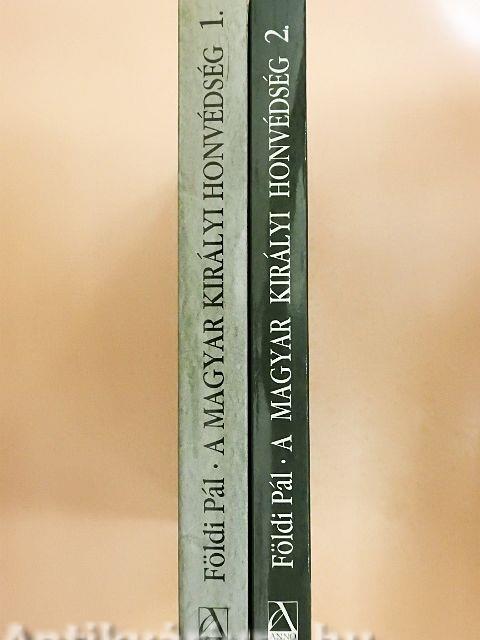 Földi Pál · A MAGYAR KIRÁLYI HONVÉDSÉG 1.
Földi Pál · A MAGYAR KIRÁLYI HONVÉDSÉG 2.
ANNO